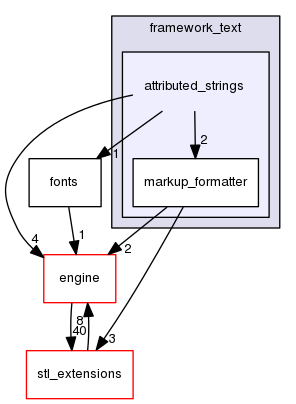 framework_text
attributed_strings
2
1
fonts
markup_formatter
1
4
2
engine
8
40
3
stl_extensions